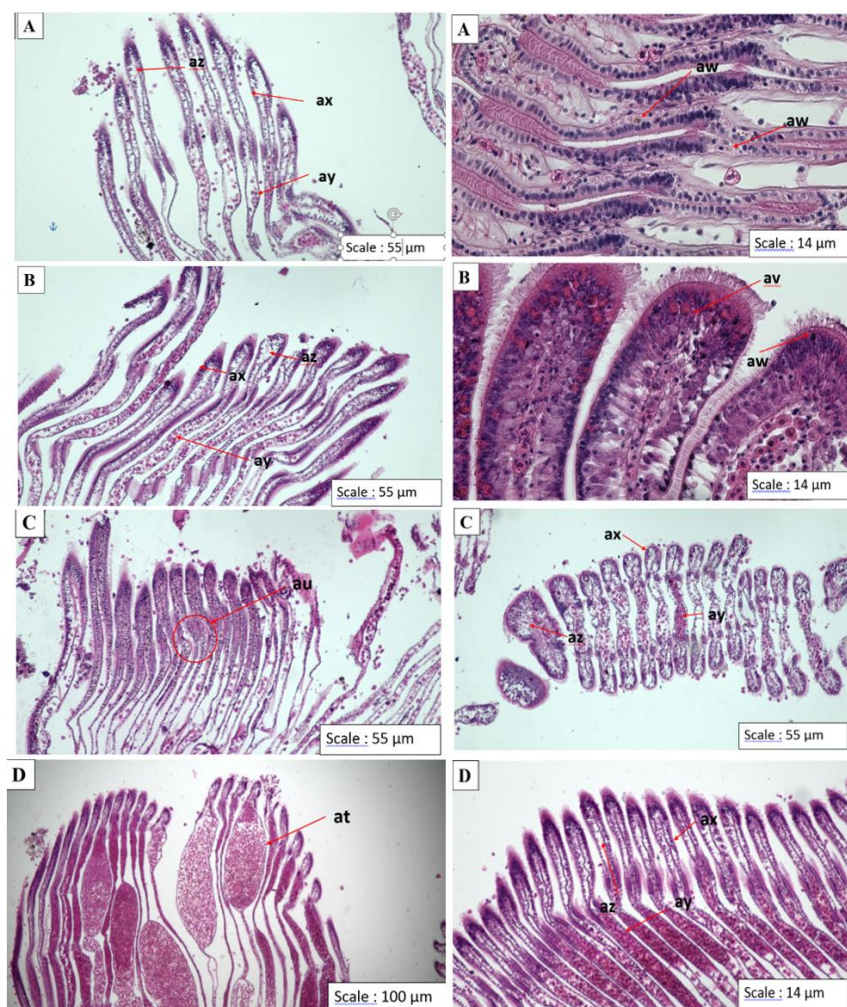 A
az
ax
ay
Scale : 55 µm
A
aw
aw
Scale : 14 µm
B
az
ax
ay
Scale : 55 µm
B
av
aw
Scale : 14 µm
C
au
Scale : 55 µm
C
ax
ay
az
Scale : 55 µm
D
at
Scale : 100 µm
D
ax
az
ay
Scale : 14 µm